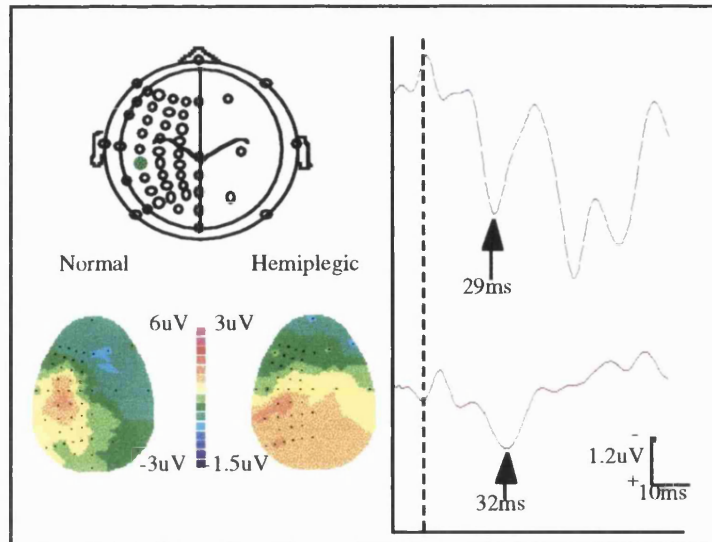 Normal
Hemiplegic
6uV
3uV
-3uV
-1.5uV
29ms
32ms
-
1.2uV
+
10ms